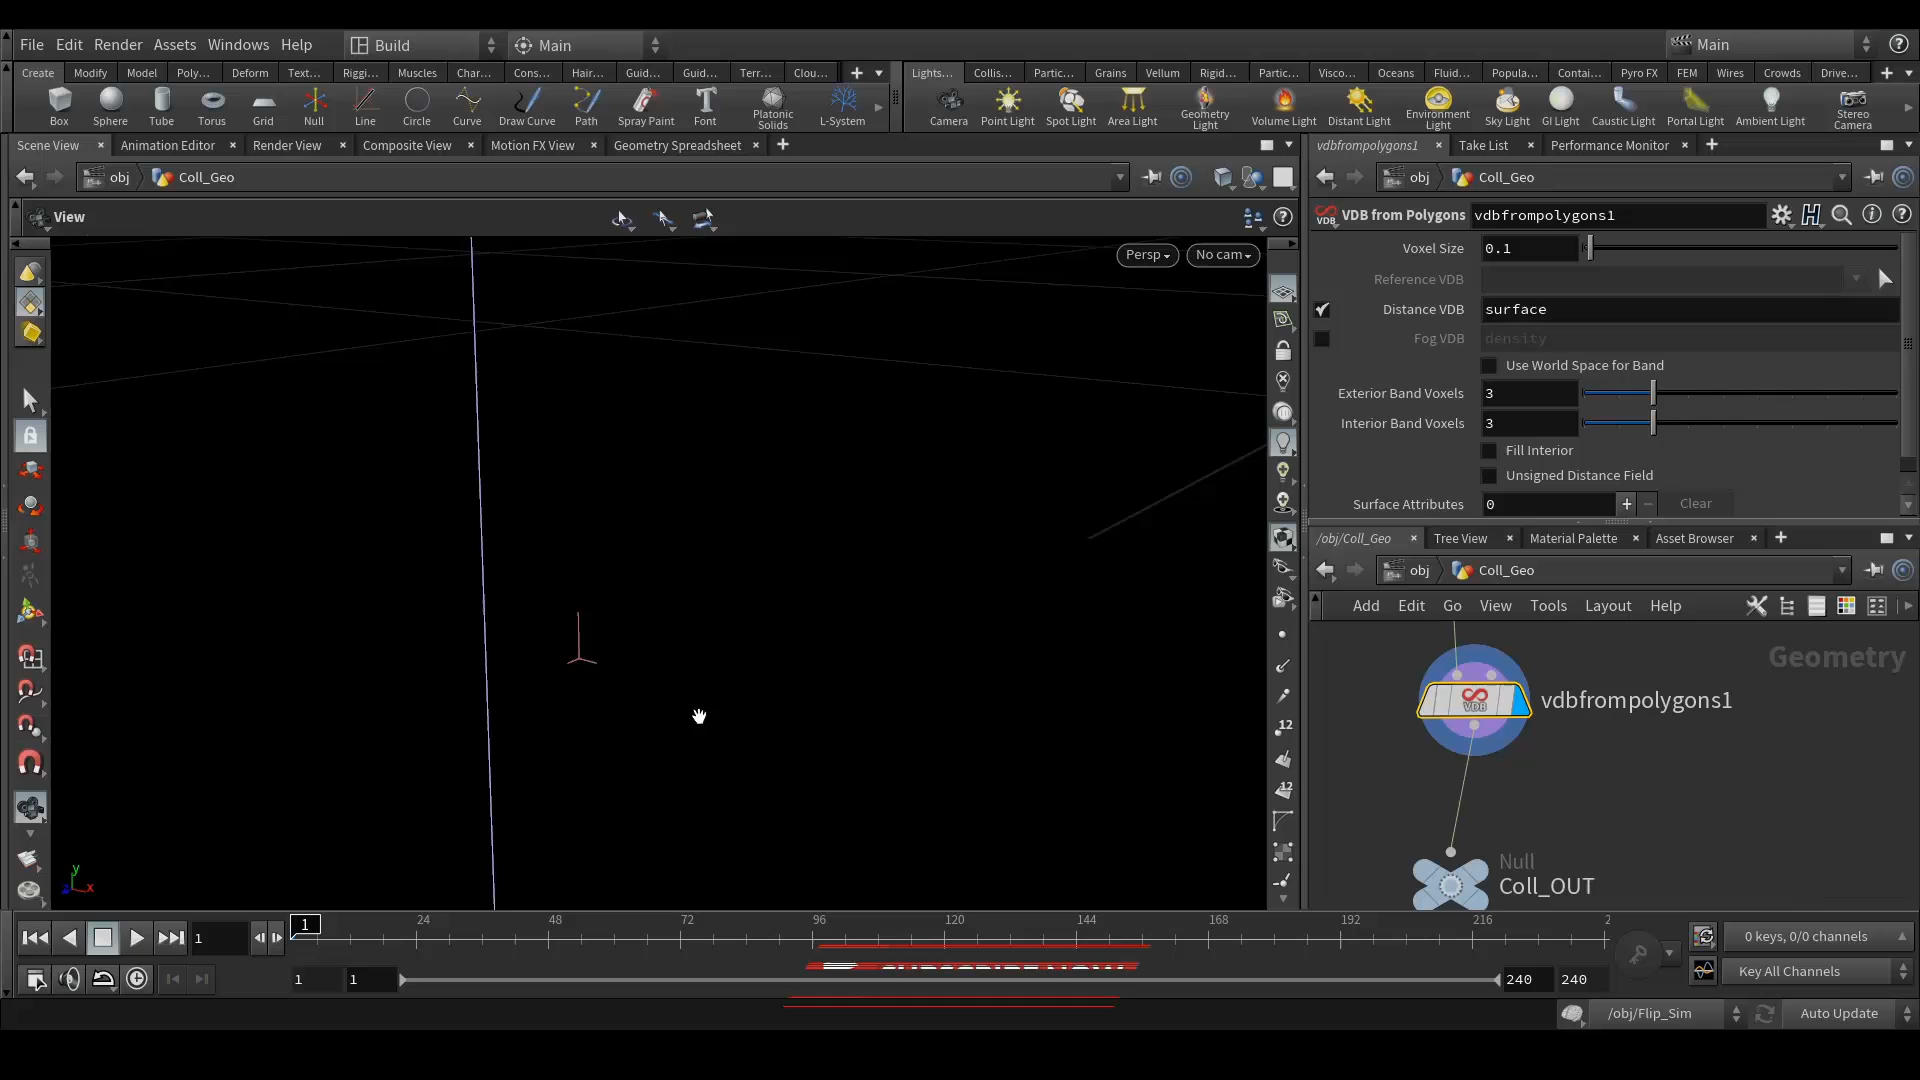 File Edit Render Assets Windows Help Build Main Main
Create Modify Model Poly... Deform Text... Riggi... Muscles Char... Cons... Hair... Guid... Guid... Terr... Clou... Lights... Collis... Partic... Grains Vellum Rigid... Partic... Visco... Oceans Fluid... Popula... Contai... Pyro FX FEM Wires Crowds Drive...
Box Sphere Tube Torus Grid Null Line Circle Curve Draw Curve Path Spray Paint Font Platonic Solids L-System Camera Point Light Spot Light Area Light Geometry Light Volume Light Distant Light Environment Light Sky Light GI Light Caustic Light Portal Light Ambient Light Stereo Camera
Scene View Animation Editor Render View Composite View Motion FX View Geometry Spreadsheet vdbfrompolygons1 Take List Performance Monitor
obj Coll_Geo obj Coll_Geo
View
Persp No cam
VDB from Polygons vdbfrompolygons1
Voxel Size 0.1
Reference VDB
Distance VDB surface
Fog VDB density
Use World Space for Band
Exterior Band Voxels 3
Interior Band Voxels 3
Fill Interior
Unsigned Distance Field
Surface Attributes 0 Clear
/obj/Coll_Geo Tree View Material Palette Asset Browser
obj Coll_Geo
Add Edit Go View Tools Layout Help
Geometry
VDB
vdbfrompolygons1
Null
Coll_OUT
12
12
y
z x
24 48 72 96 120 144 168 192 216 2
1 1
0 keys, 0/0 channels
1 1 240 240
Key All Channels
/obj/Flip_Sim Auto Update